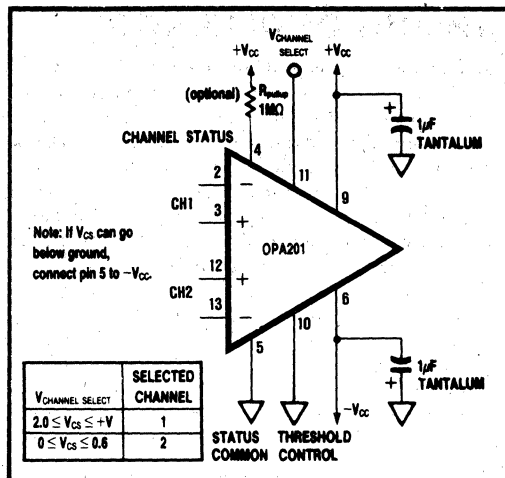 +VCC
VCHANNEL SELECT
+VCC
(optional)
Rpullup
1MΩ
+
1µF
TANTALUM
CHANNEL STATUS
4
11
9
2
−
CH1
3
+
Note: If VCS can go
below ground,
connect pin 5 to −VCC.
OPA201
12
+
CH2
13
−
6
5
10
1µF
+
TANTALUM
−VCC
STATUS
COMMON
THRESHOLD
CONTROL
VCHANNEL SELECT
SELECTED
CHANNEL
2.0 ≤ VCS ≤ +V
1
0 ≤ VCS ≤ 0.6
2